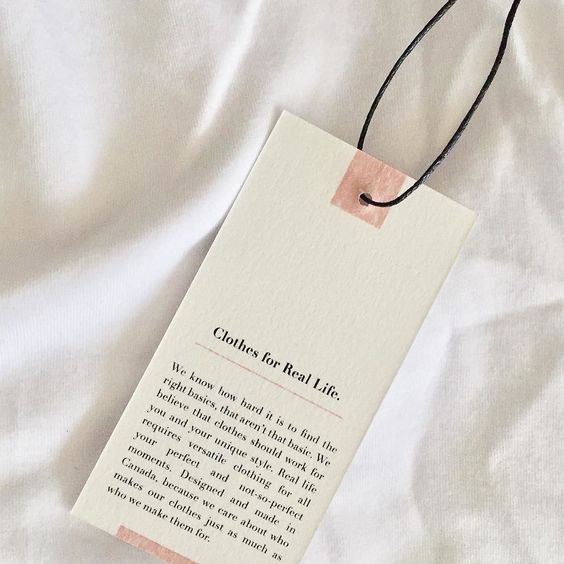 Clothes for Real Life.
We know how hard it is to find the
right basics, that aren't that basic. We
believe that clothes should work for
you and your unique style. Real life
requires versatile clothing for all
your perfect and not-so-perfect
moments. Designed and made in
Canada, because we care about who
makes our clothes just as much as
who we make them for.